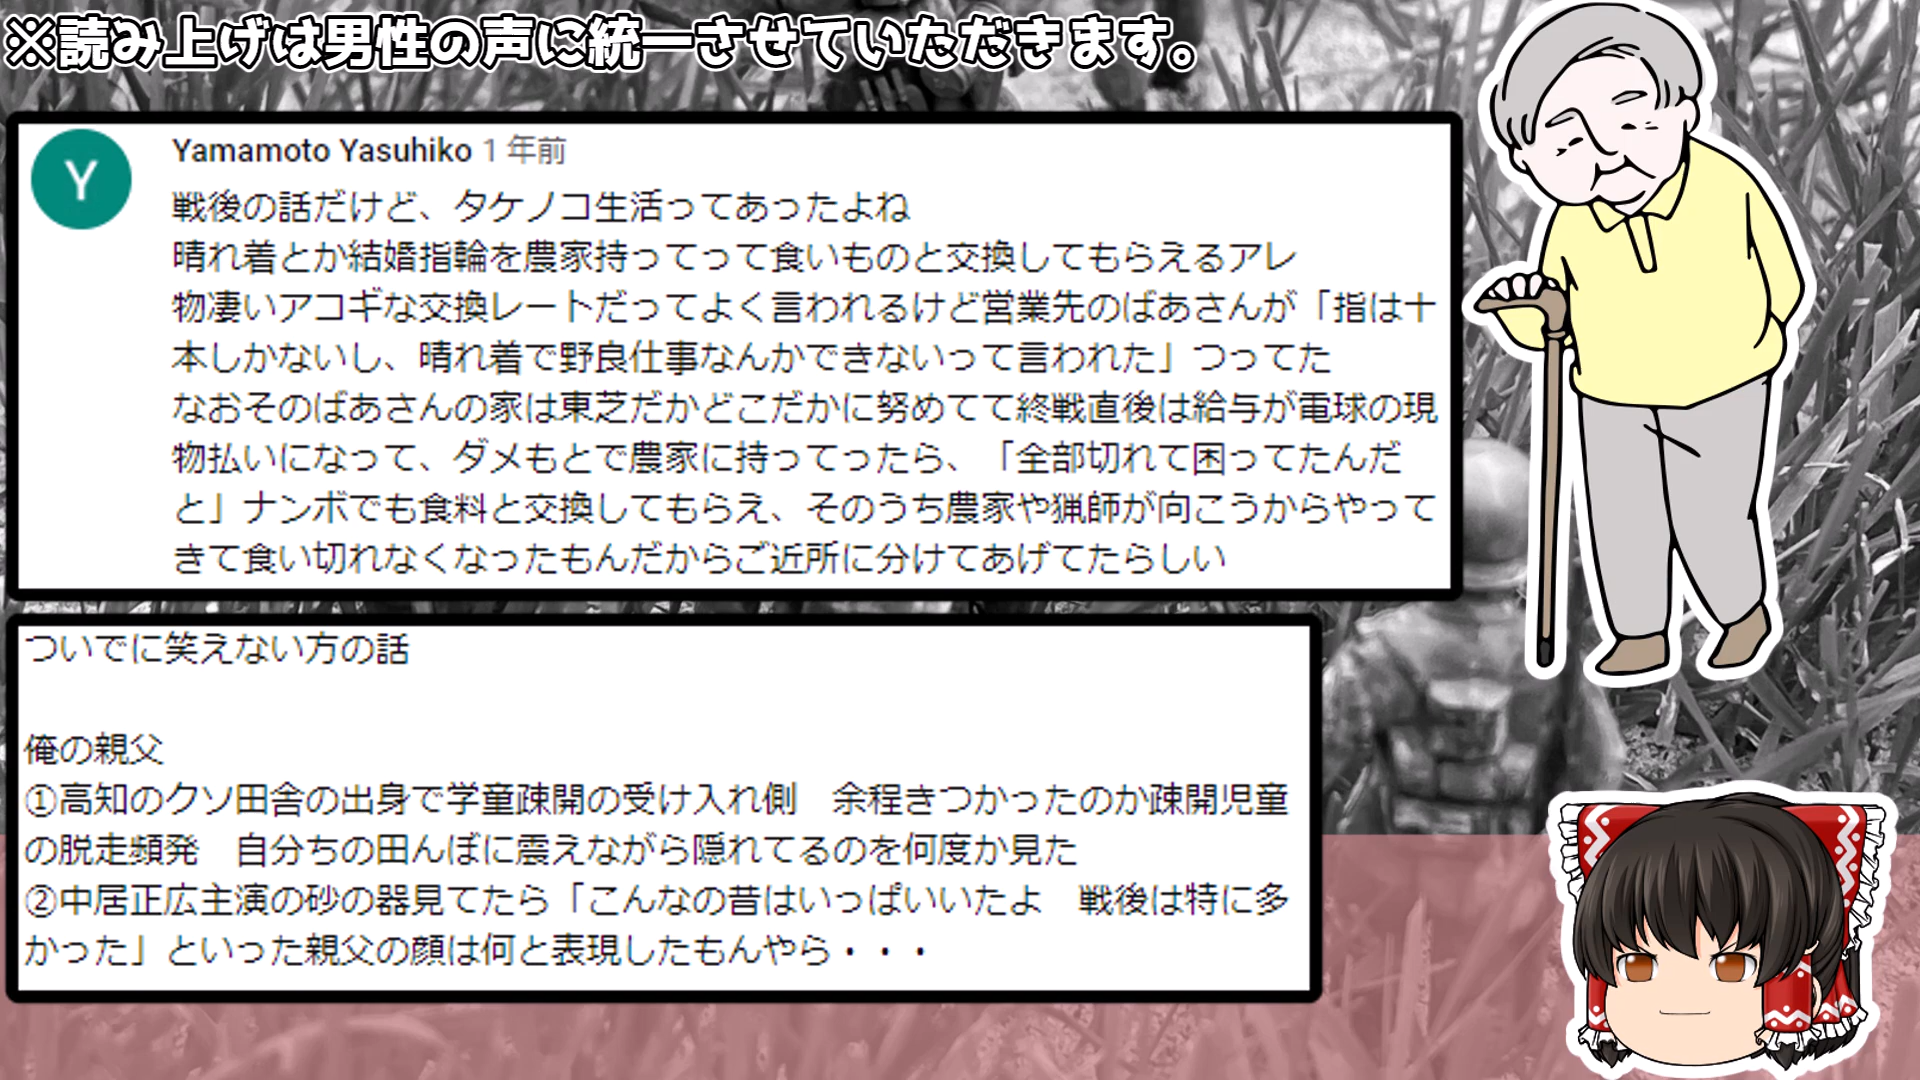 ※読み上げは男性の声に統一させていただきます。
Y
Yamamoto Yasuhiko 1 年前
戦後の話だけど、タケノコ生活ってあったよね
晴れ着とか結婚指輪を農家持ってって食いものと交換してもらえるアレ
物凄いアコギな交換レートだってよく言われるけど営業先のばあさんが「指は十
本しかないし、晴れ着で野良仕事なんかできないって言われた」つってた
なおそのばあさんの家は東芝だかどこだかに努めてて終戦直後は給与が電球の現
物払いになって、ダメもとで農家に持ってったら、「全部切れて困ってたんだ
と」ナンボでも食料と交換してもらえ、そのうち農家や猟師が向こうからやって
きて食い切れなくなったもんだからご近所に分けてあげてたらしい
ついでに笑えない方の話
俺の親父
①高知のクソ田舎の出身で学童疎開の受け入れ側　余程きつかったのか疎開児童
の脱走頻発　自分ちの田んぼに震えながら隠れてるのを何度か見た
②中居正広主演の砂の器見てたら「こんなの昔はいっぱいいたよ　戦後は特に多
かった」といった親父の顔は何と表現したもんやら・・・